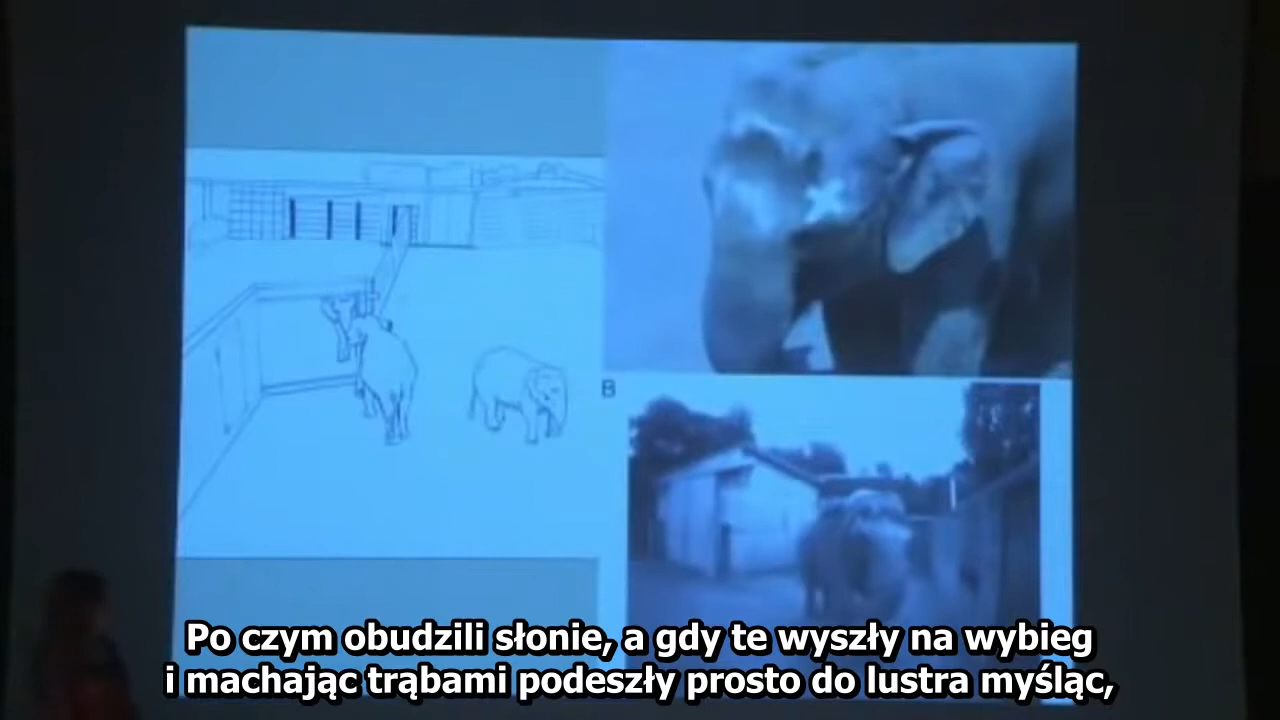 B
Po czym obudzili słonie, a gdy te wyszły na wybieg
i machając trąbami podeszły prosto do lustra myśląc,